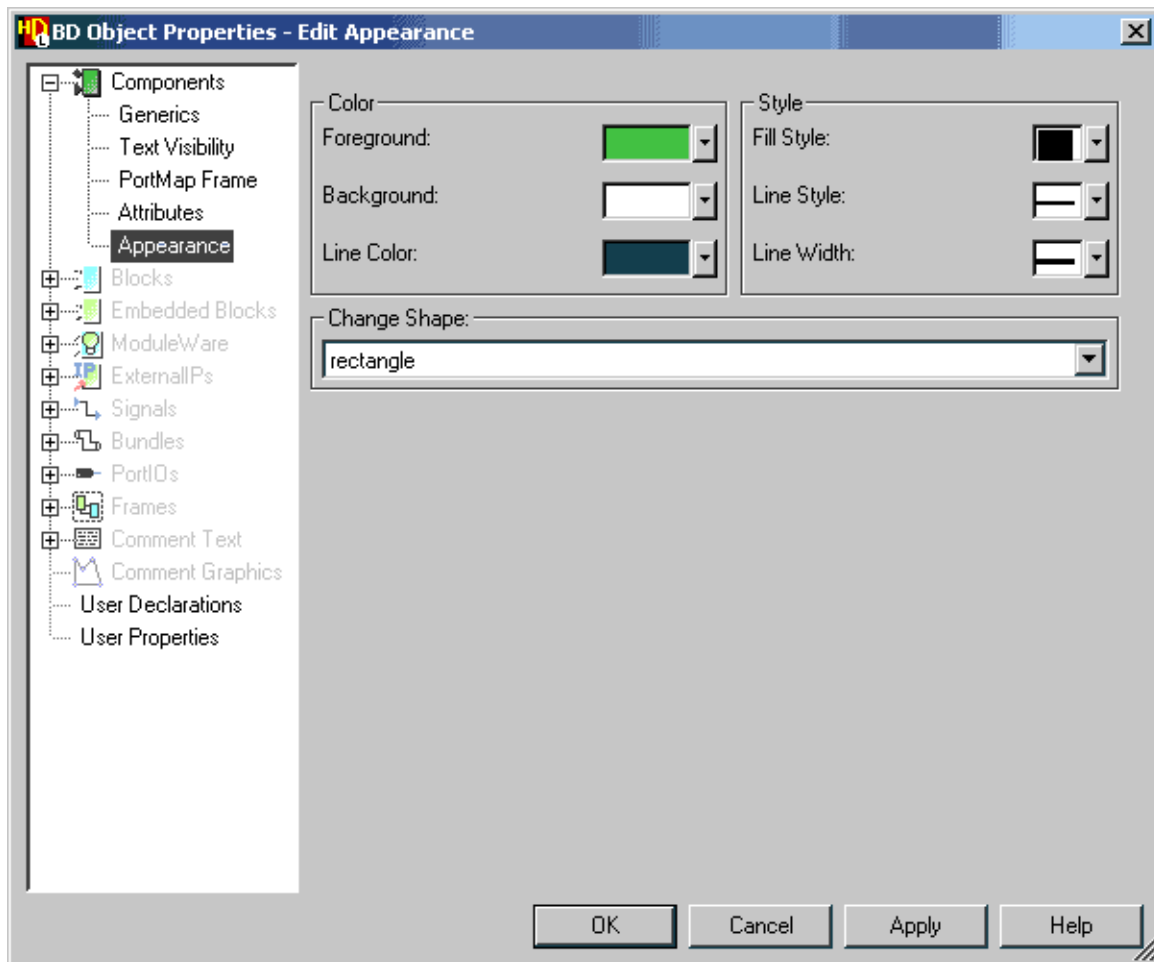 HDL BD Object Properties - Edit Appearance
Components
Generics
Text Visibility
PortMap Frame
Attributes
Appearance
Blocks
Embedded Blocks
ModuleWare
IP ExternalIPs
Signals
Bundles
PortIOs
Frames
Comment Text
Comment Graphics
User Declarations
User Properties
Color
Foreground:
Background:
Line Color:
Style
Fill Style:
Line Style:
Line Width:
Change Shape:
rectangle
OK Cancel Apply Help